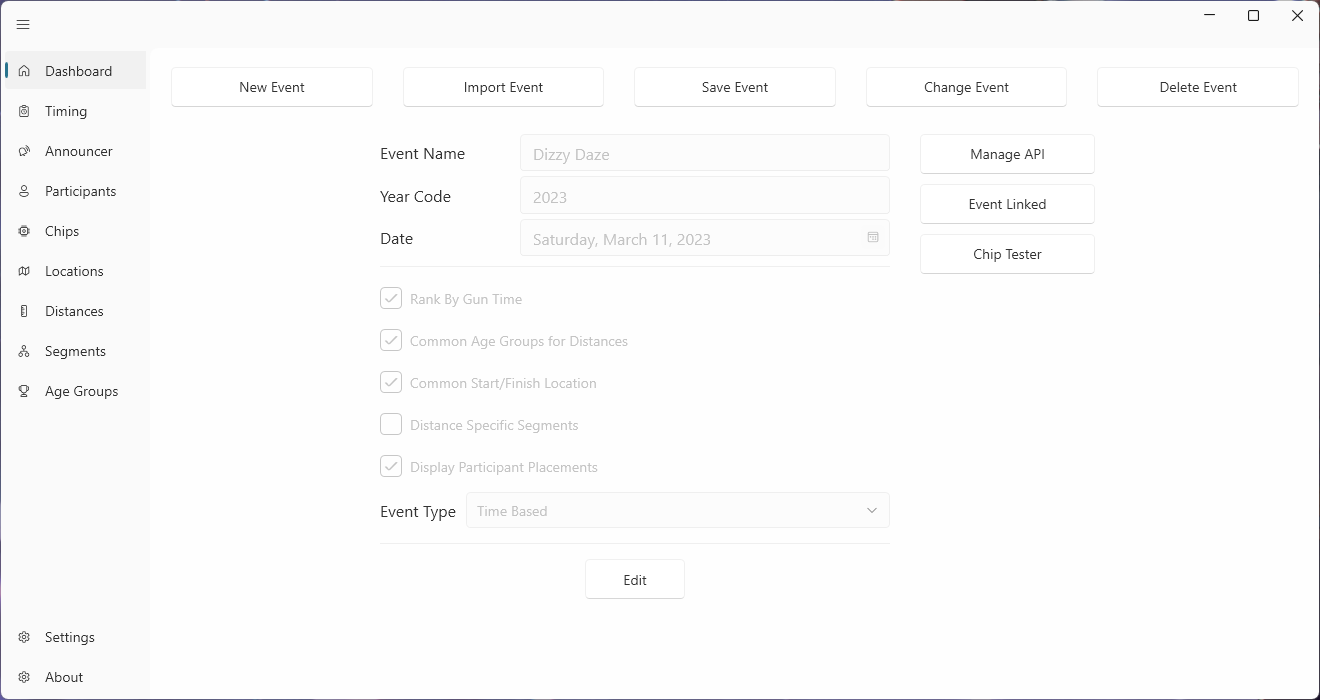 Dashboard
Timing
Announcer
Participants
Chips
Locations
Distances
Segments
Age Groups
Settings
About
New Event
Import Event
Save Event
Change Event
Delete Event
Event Name
Dizzy Daze
Year Code
2023
Date
Saturday, March 11, 2023
Manage API
Event Linked
Chip Tester
Rank By Gun Time
Common Age Groups for Distances
Common Start/Finish Location
Distance Specific Segments
Display Participant Placements
Event Type
Time Based
Edit